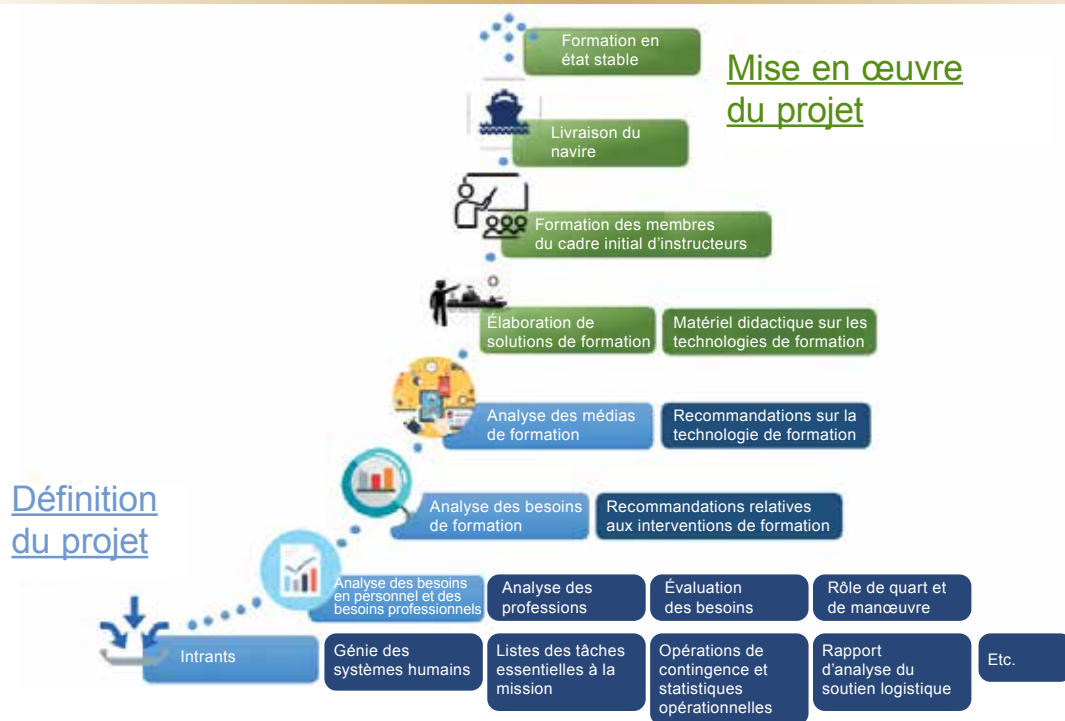 Formation en
état stable
Mise en œuvre
du projet
Livraison du
navire
Formation des membres
du cadre initial d'instructeurs
Élaboration de
solutions de formation
Matériel didactique sur les
technologies de formation
Analyse des médias
de formation
Recommandations sur la
technologie de formation
Définition
du projet
Analyse des besoins
de formation
Recommandations relatives
aux interventions de formation
Analyse des besoins
en personnel et des
besoins professionnels
Analyse des
professions
Évaluation
des besoins
Rôle de quart et
de manœuvre
Intrants
Génie des
systèmes humains
Listes des tâches
essentielles à la
mission
Opérations de
contingence et
statistiques
opérationnelles
Rapport
d'analyse du
soutien logistique
Etc.